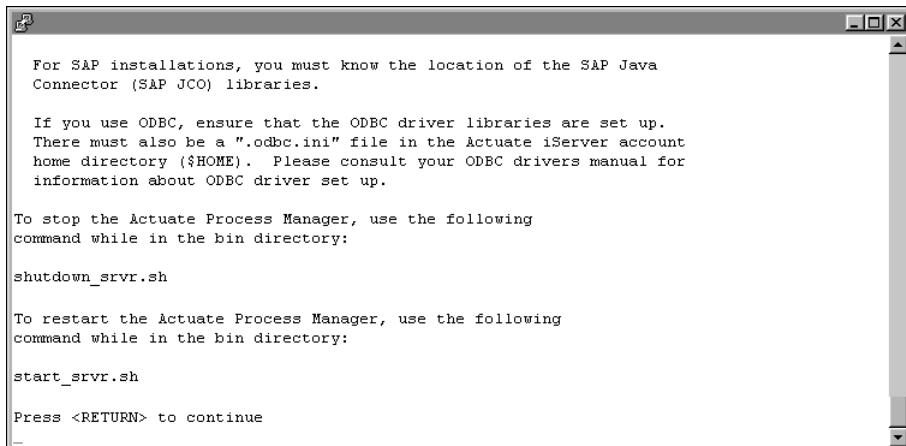 For SAP installations, you must know the location of the SAP Java
Connector (SAP JCO) libraries.
If you use ODBC, ensure that the ODBC driver libraries are set up.
There must also be a ".odbc.ini" file in the Actuate iServer account
home directory ($HOME).  Please consult your ODBC drivers manual for
information about ODBC driver set up.
To stop the Actuate Process Manager, use the following
command while in the bin directory:
shutdown_srvr.sh
To restart the Actuate Process Manager, use the following
command while in the bin directory:
start_srvr.sh
Press <RETURN> to continue